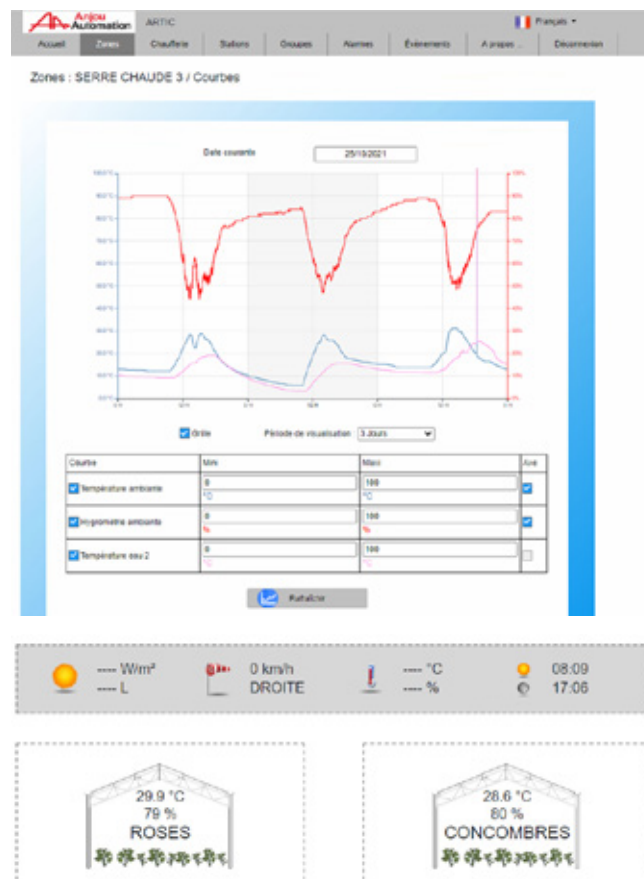 Anjou
Automation
ARTIC
Français
Accueil Zones Chaufferie Stations Groupes Alarmes Évènements A propos ... Déconnexion
Zones : SERRE CHAUDE 3 / Courbes
Date courante 25/10/2021
Grille Période de visualisation 3 Jours
Courbe Mini Maxi Axe
Température ambiante 0 100
°C °C
Hygrométrie ambiante 0 100
% %
Température eau 2 0 100
°C °C
Rafraîchir
---- W/m² 0 km/h ---- °C 08:09
---- L DROITE ---- % 17:06
29.9 °C 28.6 °C
79 % 80 %
ROSES CONCOMBRES